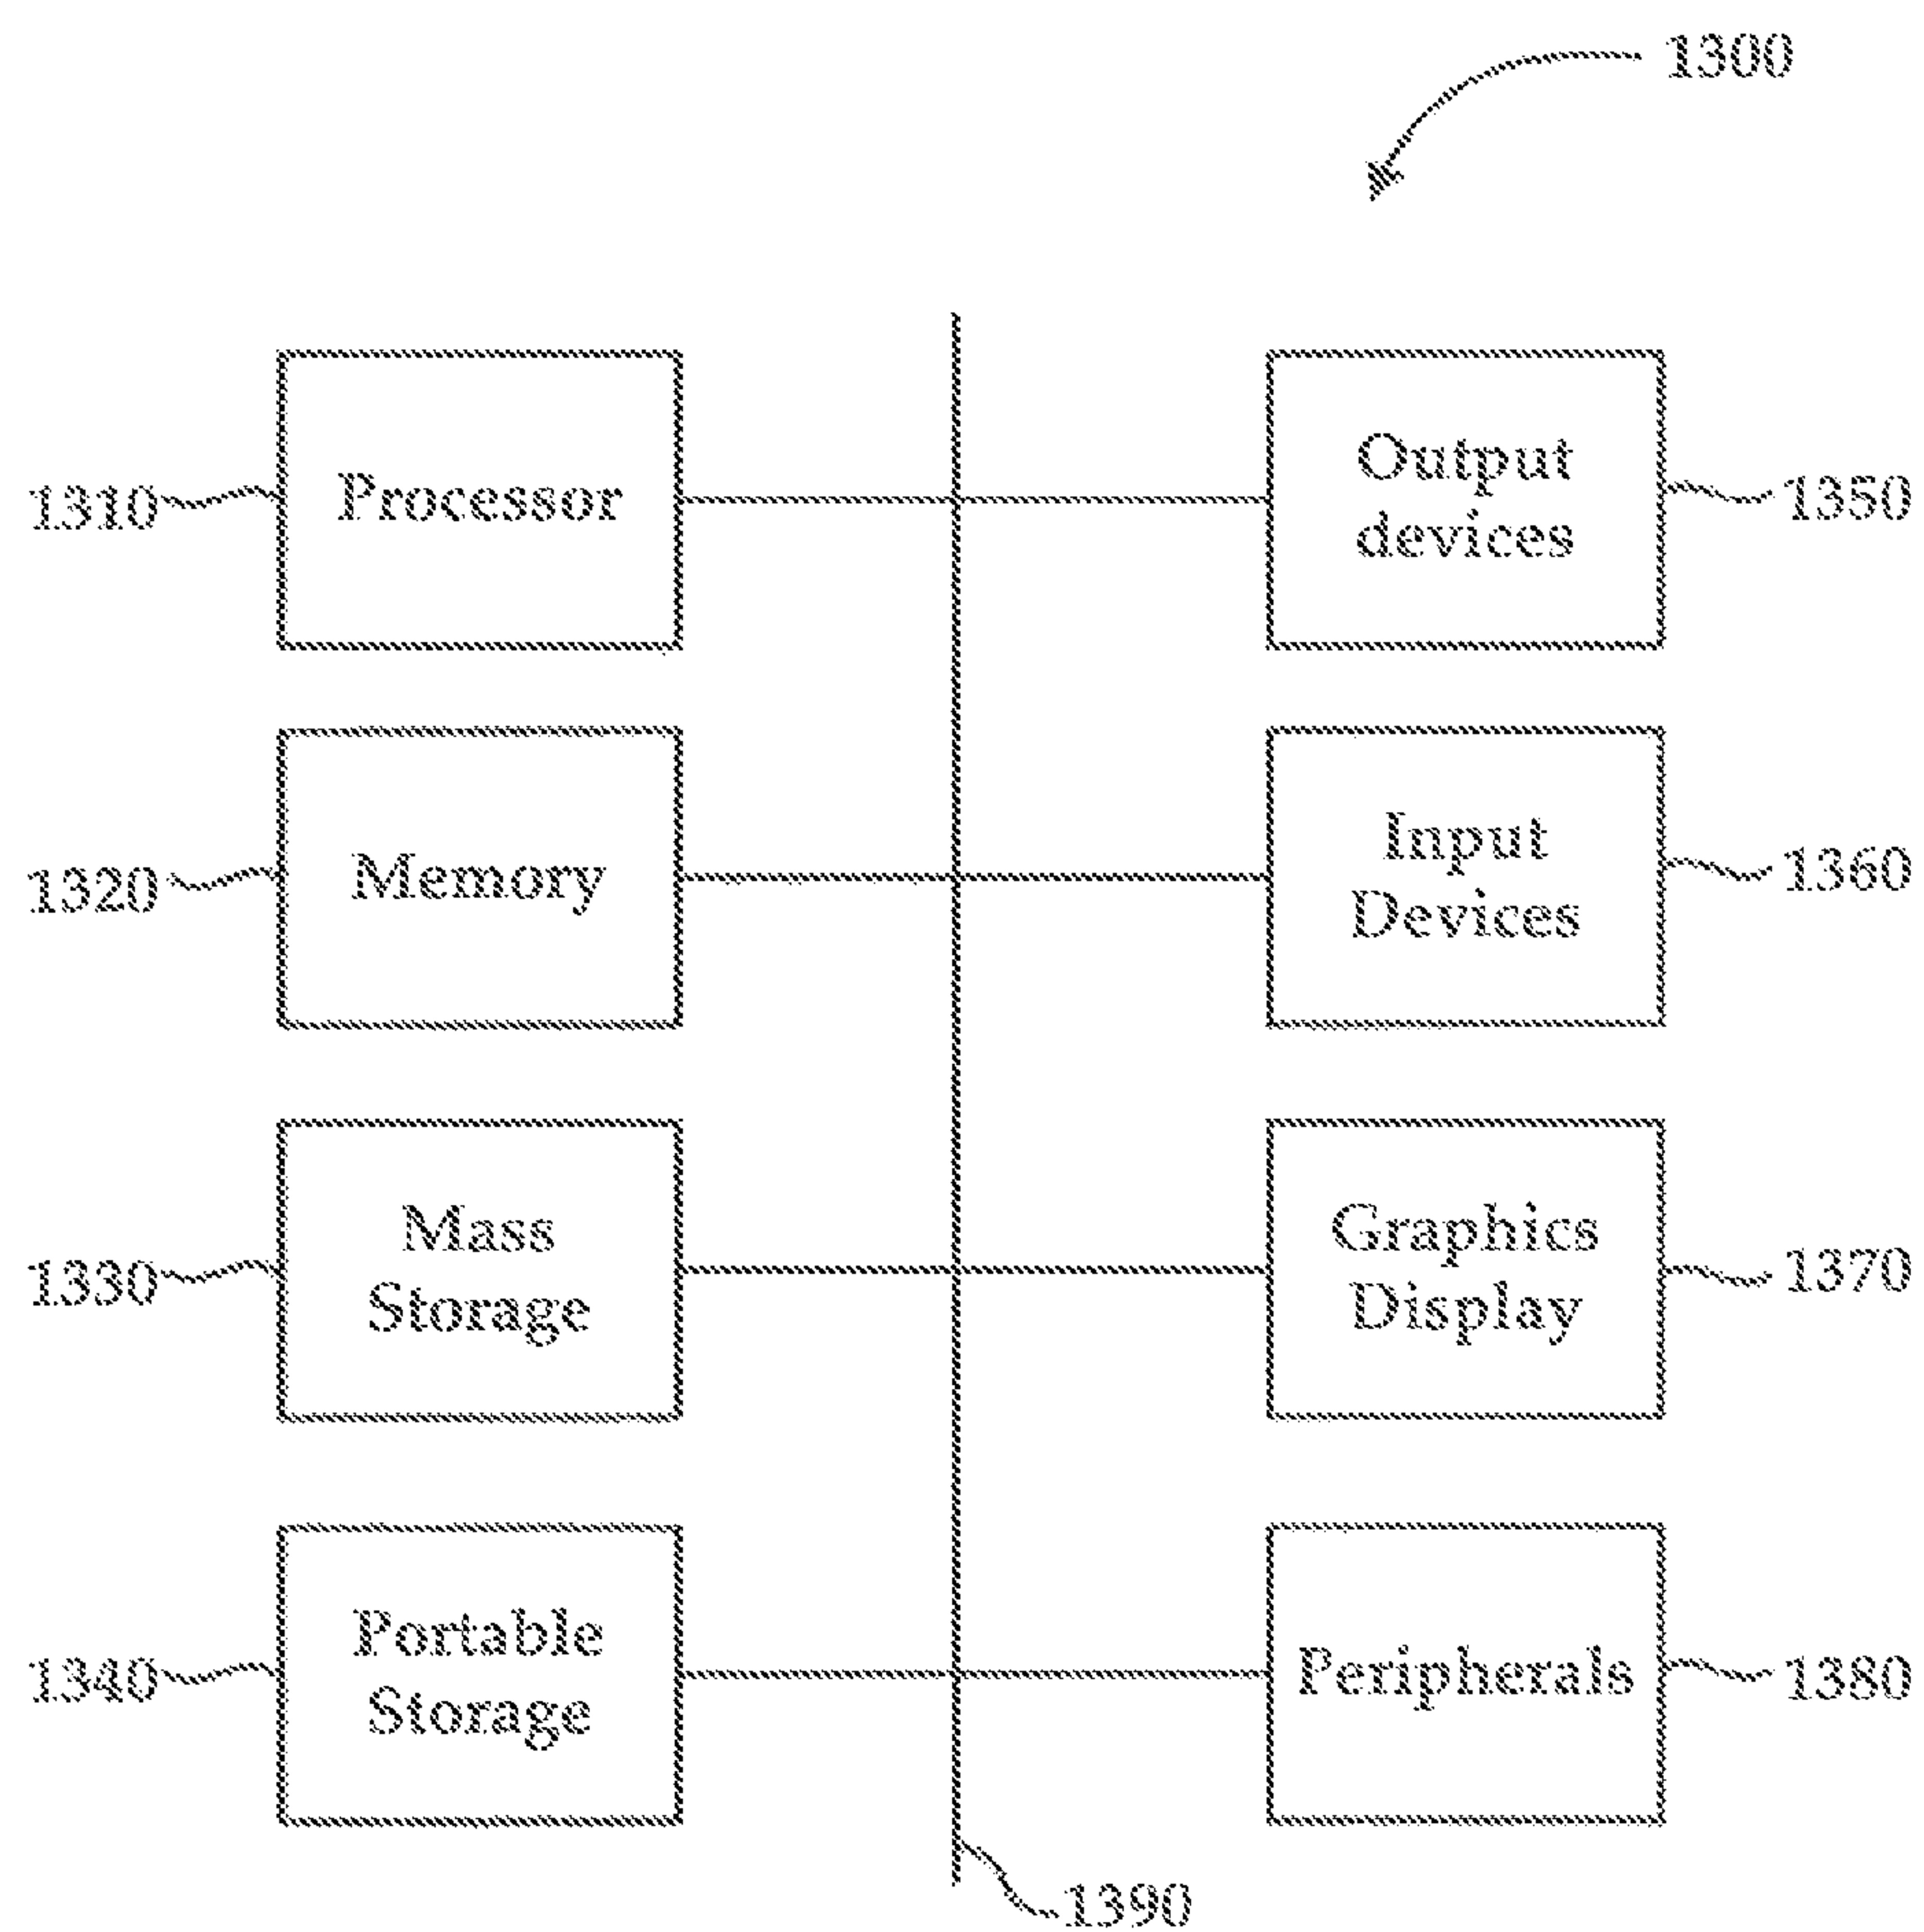 1300
1310
Processor
Output
devices
1350
1320
Memory
Input
Devices
1360
1330
Mass
Storage
Graphics
Display
1370
1340
Portable
Storage
Peripherals
1380
1390